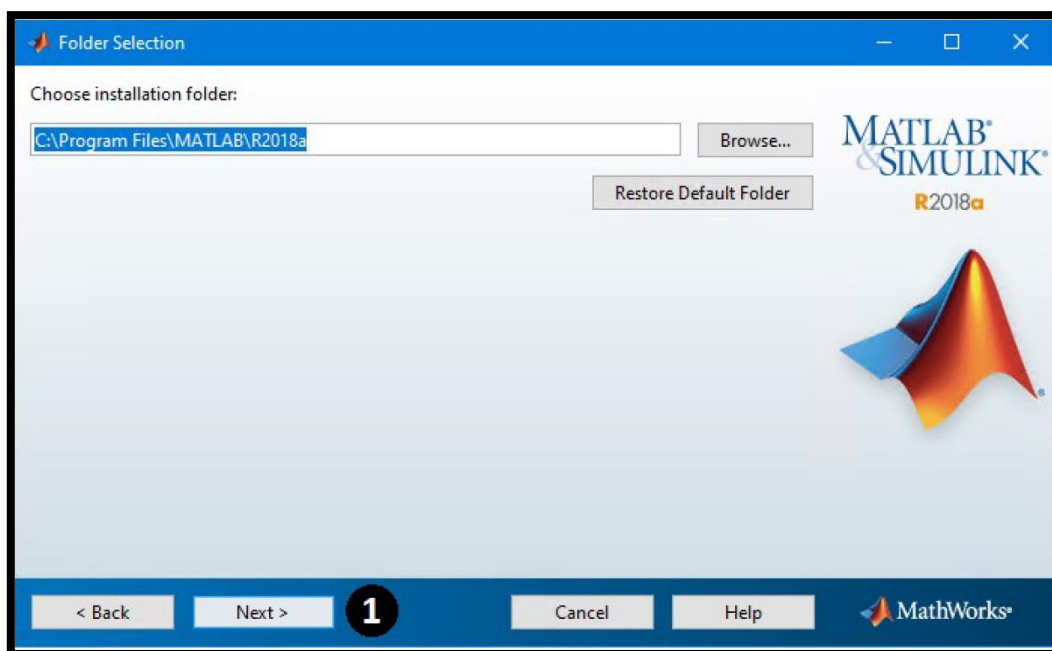 Folder Selection
Choose installation folder:
C:\Program Files\MATLAB\R2018a
Browse...
Restore Default Folder
MATLAB®
&SIMULINK®
R2018a
®
< Back
Next >
1
Cancel
Help
MathWorks®